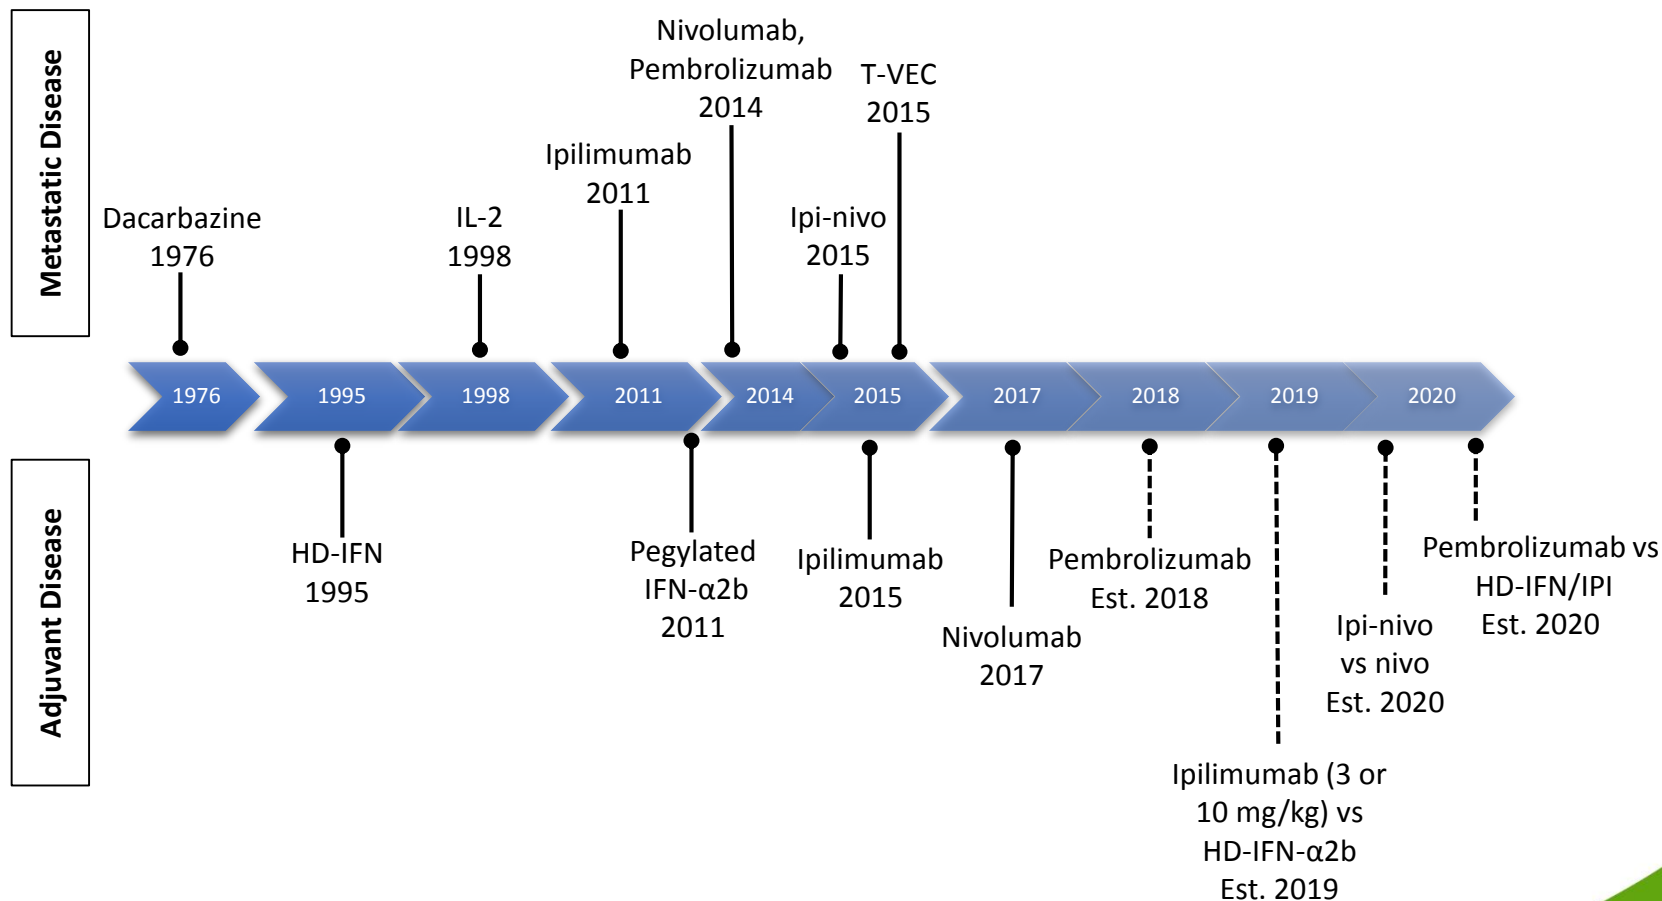 Metastatic Disease
Nivolumab,
Pembrolizumab
2014
T-VEC
2015
Ipilimumab
2011
Dacarbazine
1976
IL-2
1998
Ipi-nivo
2015
1976
1995
1998
2011
2014
2015
2017
2018
2019
2020
Adjuvant Disease
HD-IFN
1995
Pegylated
IFN-α2b
2011
Ipilimumab
2015
Nivolumab
2017
Pembrolizumab
Est. 2018
Ipilimumab (3 or
10 mg/kg) vs
HD-IFN-α2b
Est. 2019
Ipi-nivo
vs nivo
Est. 2020
Pembrolizumab vs
HD-IFN/IPI
Est. 2020